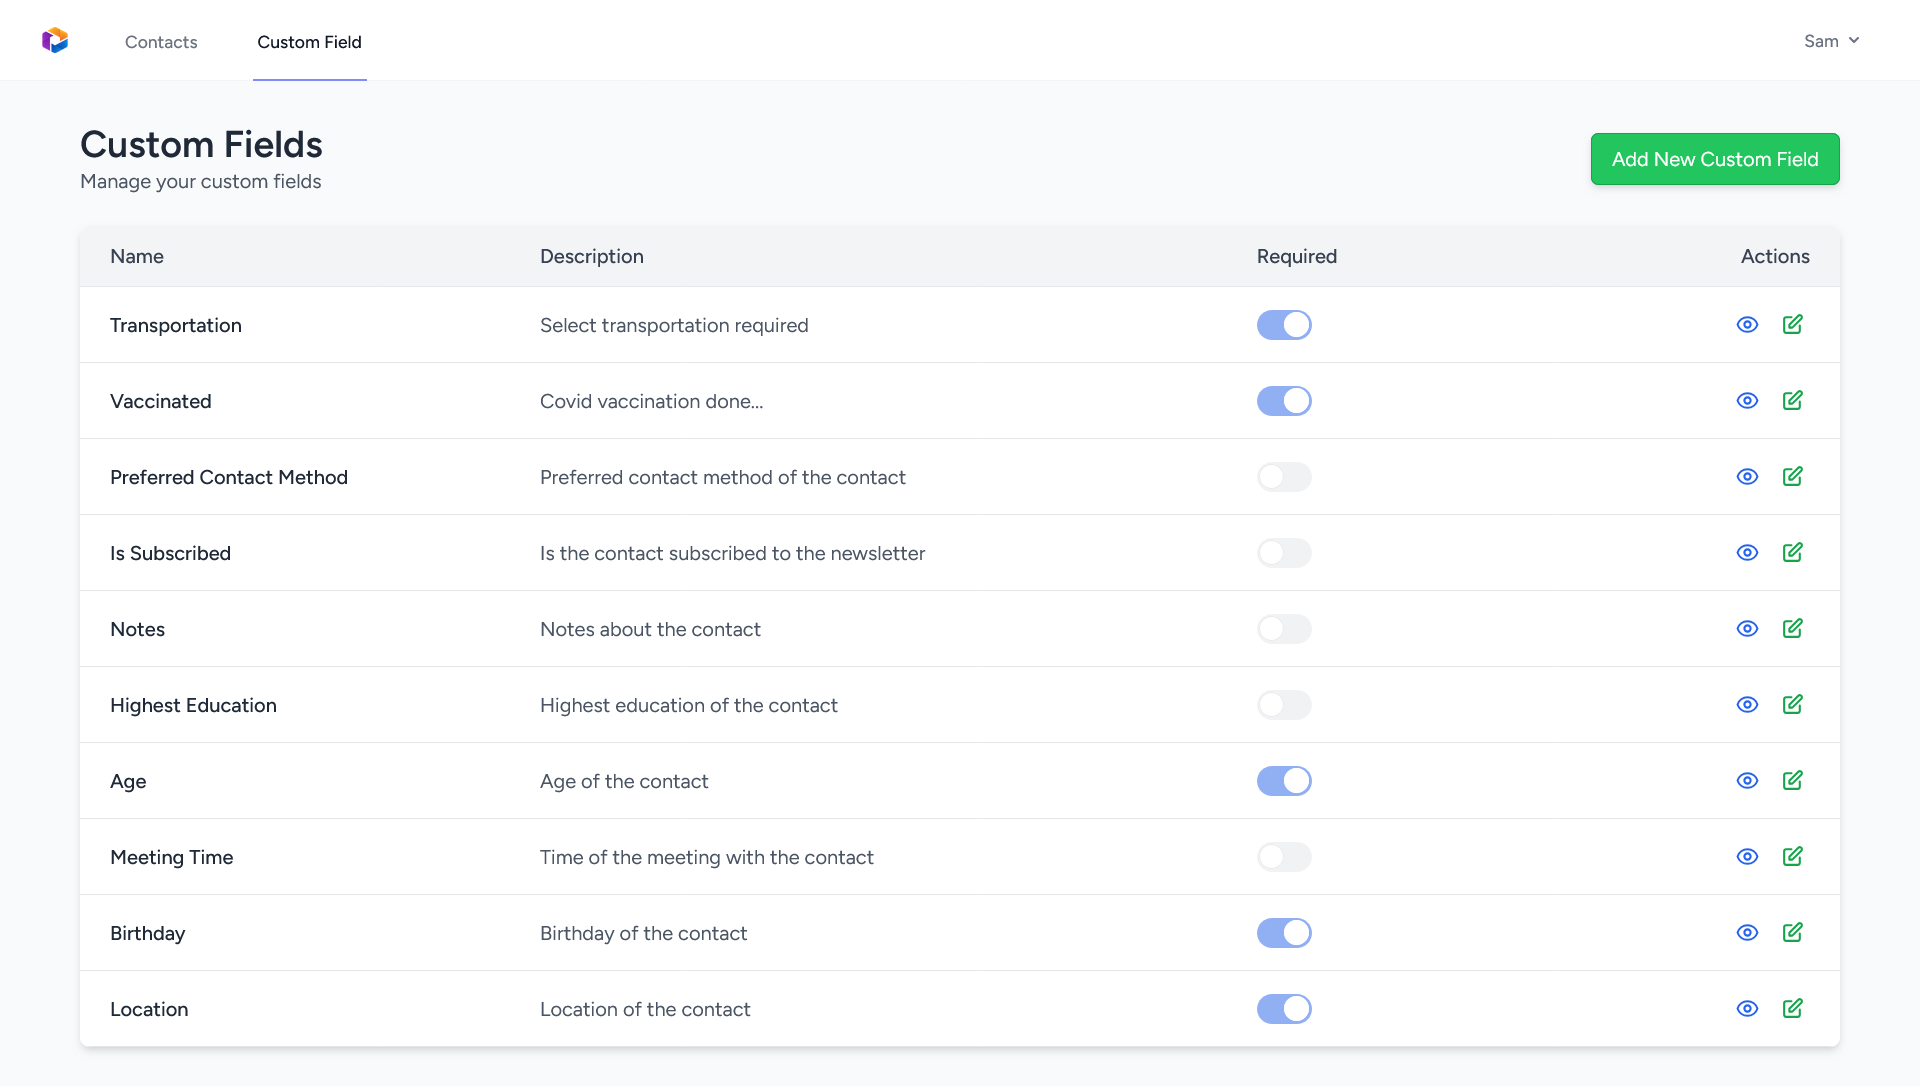 Contacts
Custom Field
Sam
Custom Fields
Manage your custom fields
Add New Custom Field
Name Description Required Actions
Transportation Select transportation required
Vaccinated Covid vaccination done...
Preferred Contact Method Preferred contact method of the contact
Is Subscribed Is the contact subscribed to the newsletter
Notes Notes about the contact
Highest Education Highest education of the contact
Age Age of the contact
Meeting Time Time of the meeting with the contact
Birthday Birthday of the contact
Location Location of the contact